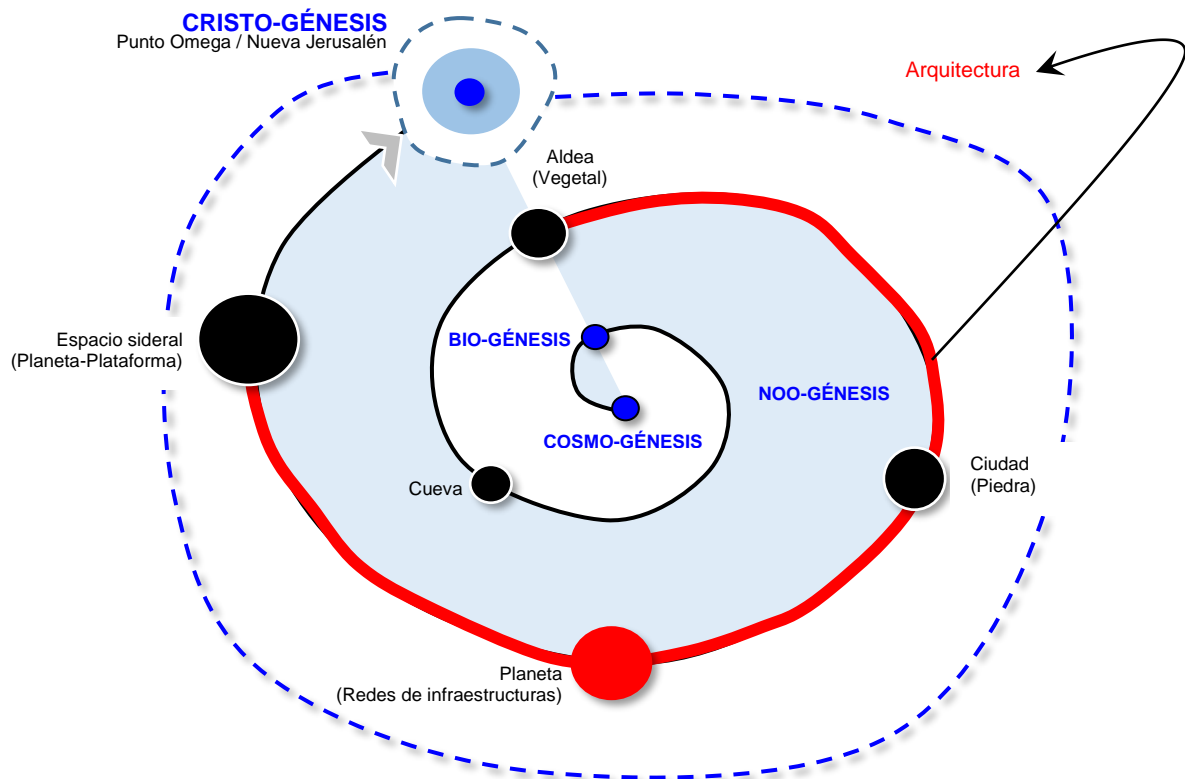 CRISTO-GÉNESIS
Punto Omega / Nueva Jerusalén
Arquitectura
Aldea
(Vegetal)
Espacio sideral
(Planeta-Plataforma)
BIO-GÉNESIS
NOO-GÉNESIS
COSMO-GÉNESIS
Cueva
Ciudad
(Piedra)
Planeta
(Redes de infraestructuras)